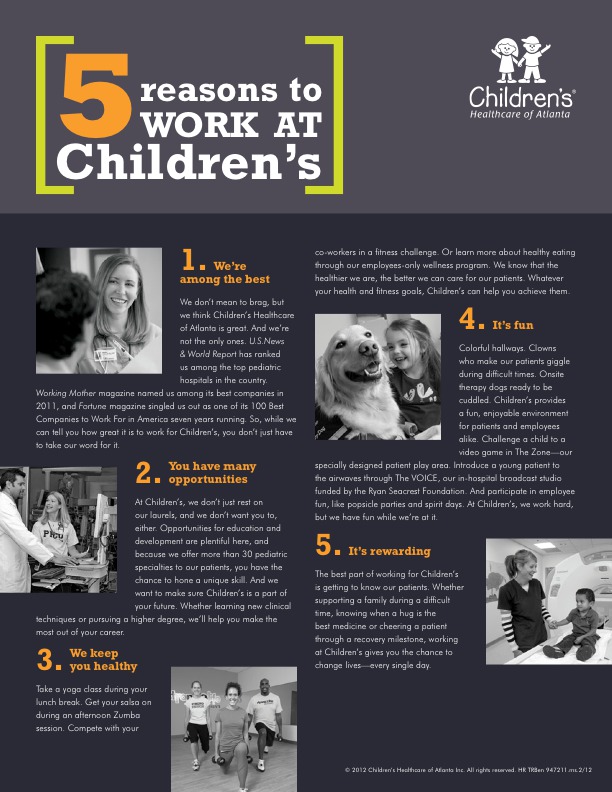 5 reasons to
WORK AT
Children's
Children's®
Healthcare of Atlanta
1. We're
among the best
We don't mean to brag, but
we think Children's Healthcare
of Atlanta is great. And we're
not the only ones. U.S.News
& World Report has ranked
us among the top pediatric
hospitals in the country.
Working Mother magazine named us among its best companies in
2011, and Fortune magazine singled us out as one of its 100 Best
Companies to Work For in America seven years running. So, while we
can tell you how great it is to work for Children's, you don't just have
to take our word for it.
2. You have many
opportunities
PICU
At Children's, we don't just rest on
our laurels, and we don't want you to,
either. Opportunities for education and
development are plentiful here, and
because we offer more than 30 pediatric
specialties to our patients, you have the
chance to hone a unique skill. And we
want to make sure Children's is a part of
your future. Whether learning new clinical
techniques or pursuing a higher degree, we'll help you make the
most out of your career.
3. We keep
you healthy
Take a yoga class during your
lunch break. Get your salsa on
during an afternoon Zumba
session. Compete with your
co-workers in a fitness challenge. Or learn more about healthy eating
through our employees-only wellness program. We know that the
healthier we are, the better we can care for our patients. Whatever
your health and fitness goals, Children's can help you achieve them.
4. It's fun
Colorful hallways. Clowns
who make our patients giggle
during difficult times. Onsite
therapy dogs ready to be
cuddled. Children's provides
a fun, enjoyable environment
for patients and employees
alike. Challenge a child to a
video game in The Zone—our
specially designed patient play area. Introduce a young patient to
the airwaves through The VOICE, our in-hospital broadcast studio
funded by the Ryan Seacrest Foundation. And participate in employee
fun, like popsicle parties and spirit days. At Children's, we work hard,
but we have fun while we're at it.
5. It's rewarding
The best part of working for Children's
is getting to know our patients. Whether
supporting a family during a difficult
time, knowing when a hug is the
best medicine or cheering a patient
through a recovery milestone, working
at Children's gives you the chance to
change lives—every single day.
© 2012 Children's Healthcare of Atlanta Inc. All rights reserved. HR TRBen 947211.ms.2/12